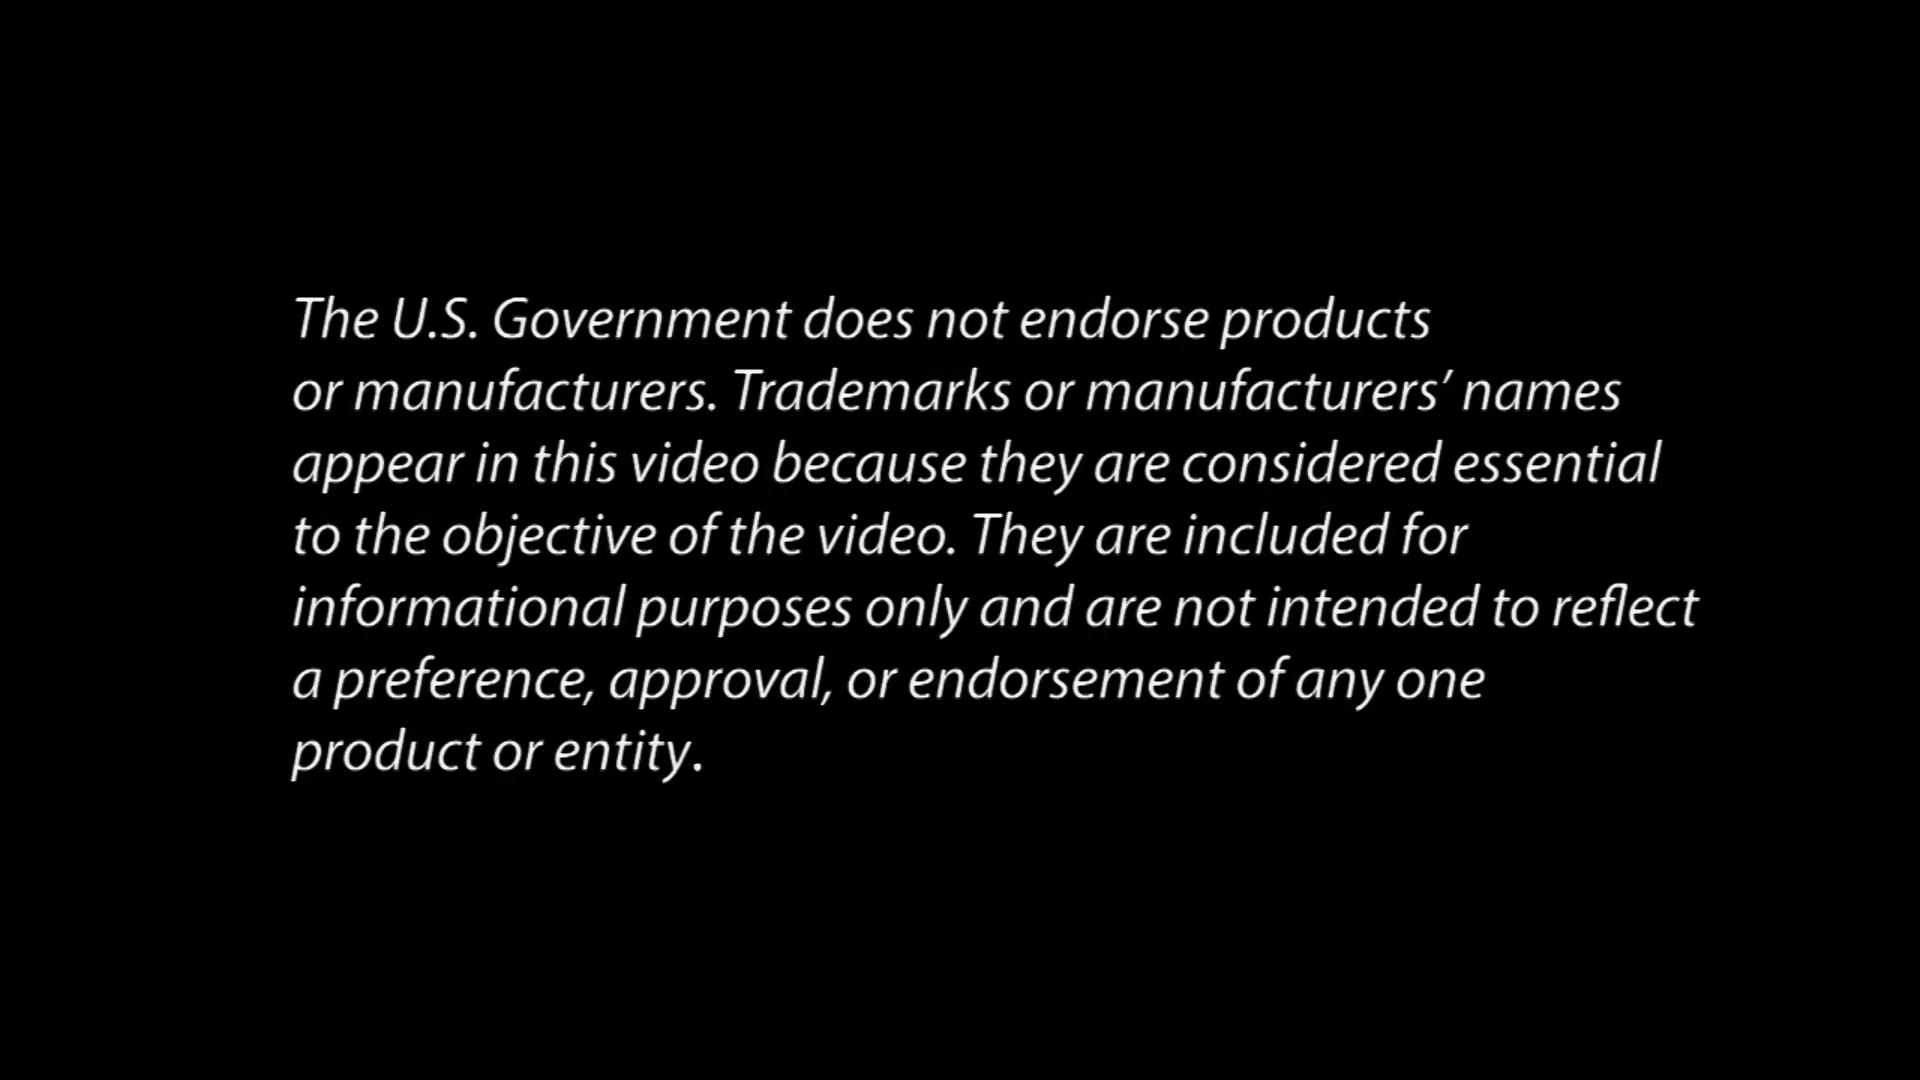 The U.S. Government does not endorse products
or manufacturers. Trademarks or manufacturers’ names
appear in this video because they are considered essential
to the objective of the video. They are included for
informational purposes only and are not intended to reflect
a preference, approval, or endorsement of any one
product or entity.